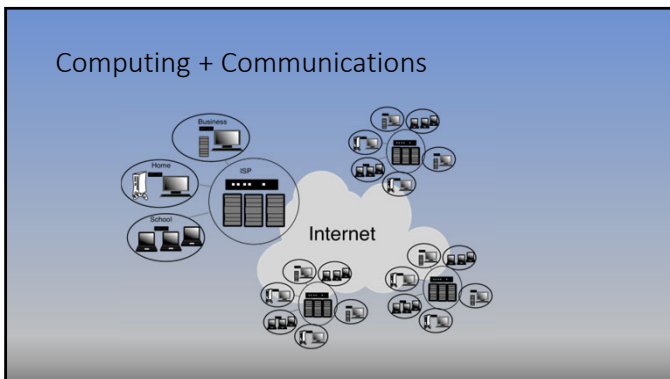 Computing + Communications
Business
Home
ISP
School
Internet